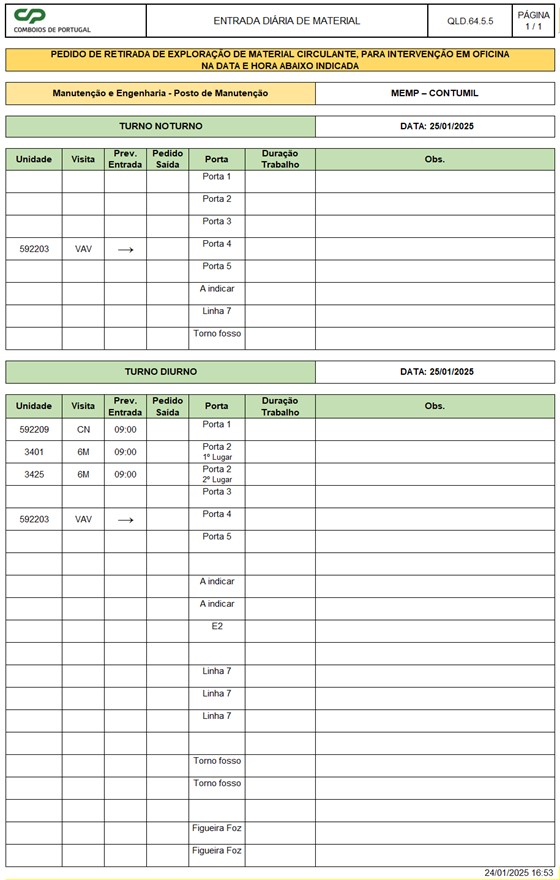 CP
COMBOIOS DE PORTUGAL
ENTRADA DIÁRIA DE MATERIAL
QLD.64.5.5
PÁGINA
1 / 1
PEDIDO DE RETIRADA DE EXPLORAÇÃO DE MATERIAL CIRCULANTE, PARA INTERVENÇÃO EM OFICINA
NA DATA E HORA ABAIXO INDICADA
Manutenção e Engenharia - Posto de Manutenção MEMP – CONTUMIL
TURNO NOTURNO DATA: 25/01/2025
Unidade Visita Prev. Entrada Pedido Saída Porta Duração Trabalho Obs.
Porta 1
Porta 2
Porta 3
592203 VAV → Porta 4
Porta 5
A indicar
Linha 7
Torno fosso
TURNO DIURNO DATA: 25/01/2025
Unidade Visita Prev. Entrada Pedido Saída Porta Duração Trabalho Obs.
592209 CN 09:00 Porta 1
3401 6M 09:00 Porta 2 1º Lugar
3425 6M 09:00 Porta 2 2º Lugar
Porta 3
592203 VAV → Porta 4
Porta 5
A indicar
A indicar
E2
Linha 7
Linha 7
Linha 7
Torno fosso
Torno fosso
Figueira Foz
Figueira Foz
24/01/2025 16:53